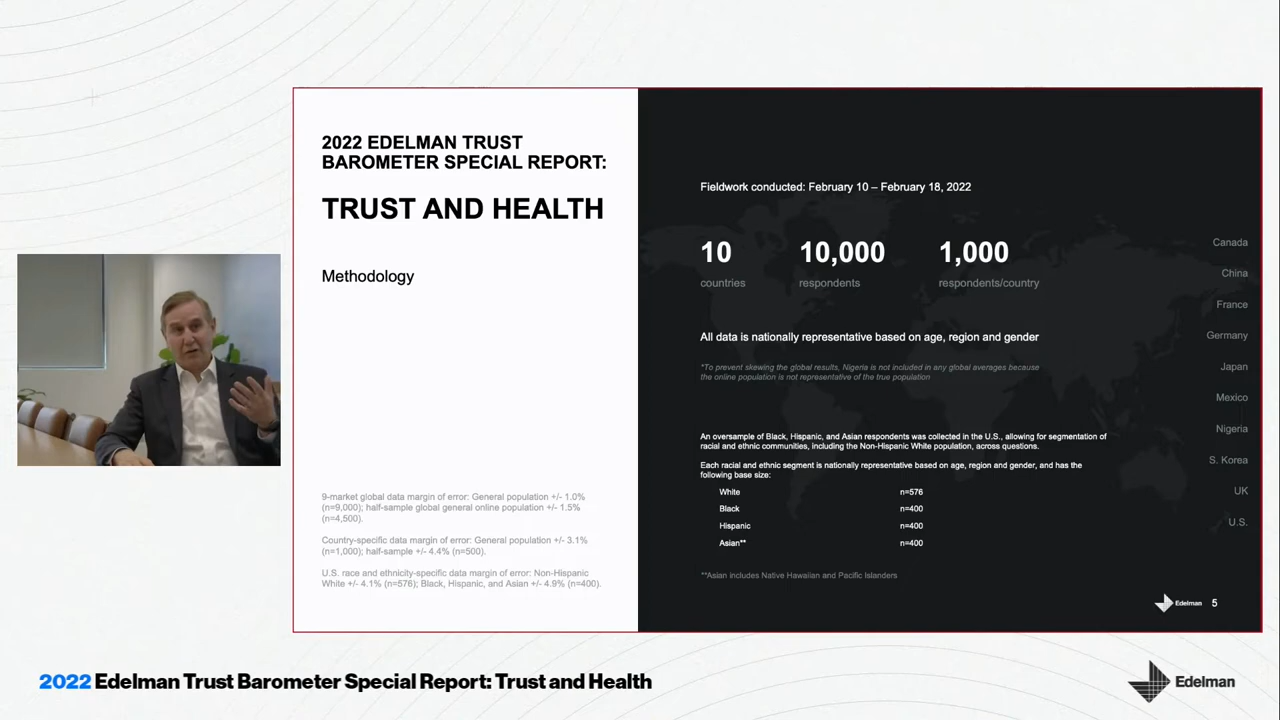 2022 EDELMAN TRUST
BAROMETER SPECIAL REPORT:
TRUST AND HEALTH
Methodology
9-market global data margin of error: General population +/- 1.0%
(n=9,000); half-sample global general online population +/- 1.5%
(n=4,500).
Country-specific data margin of error: General population +/- 3.1%
(n=1,000); half-sample +/- 4.4% (n=500).
U.S. race and ethnicity-specific data margin of error: Non-Hispanic
White +/- 4.1% (n=576); Black, Hispanic, and Asian +/- 4.9% (n=400).
Fieldwork conducted: February 10 – February 18, 2022
10 10,000 1,000
countries respondents respondents/country
All data is nationally representative based on age, region and gender
*To prevent skewing the global results, Nigeria is not included in any global averages because
the online population is not representative of the true population
An oversample of Black, Hispanic, and Asian respondents was collected in the U.S., allowing for segmentation of
racial and ethnic communities, including the Non-Hispanic White population, across questions.
Each racial and ethnic segment is nationally representative based on age, region and gender, and has the
following base size:
White n=576
Black n=400
Hispanic n=400
Asian** n=400
**Asian includes Native Hawaiian and Pacific Islanders
Canada
China
France
Germany
Japan
Mexico
Nigeria
S. Korea
UK
U.S.
Edelman 5
2022 Edelman Trust Barometer Special Report: Trust and Health
Edelman